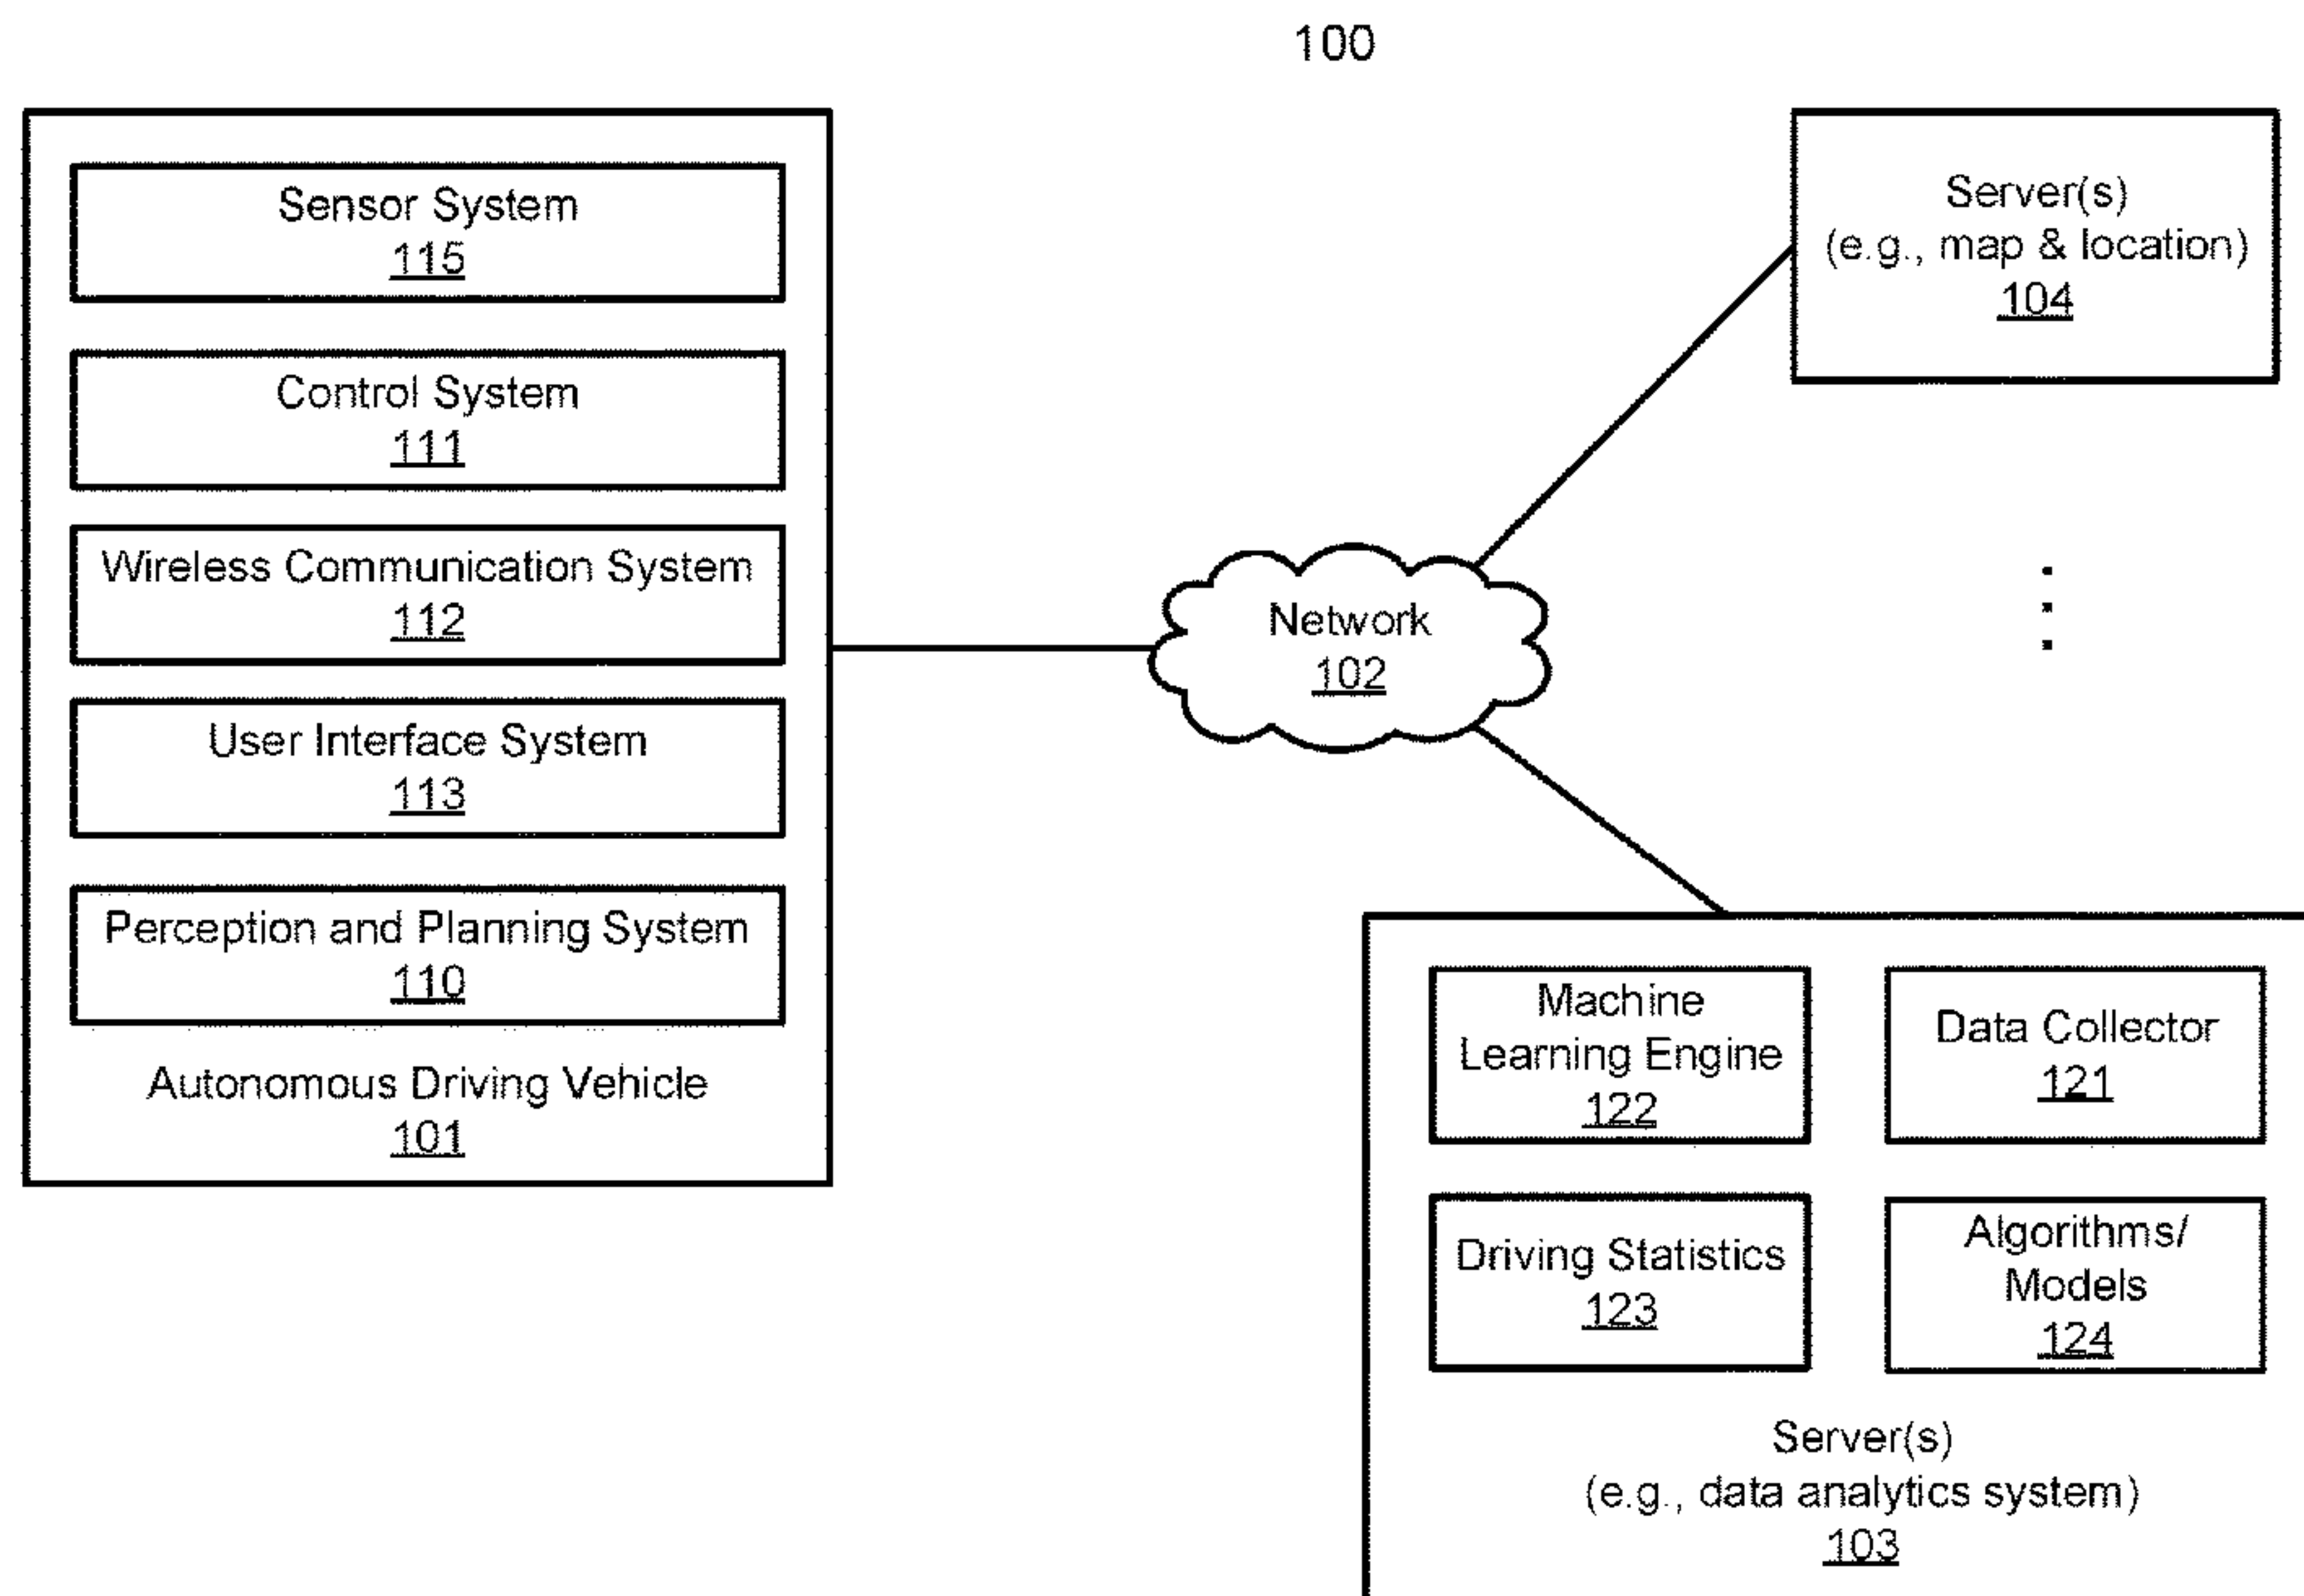 100
Sensor System
115
Control System
111
Wireless Communication System
112
User Interface System
113
Perception and Planning System
110
Autonomous Driving Vehicle
101
Network
102
Server(s)
(e.g., map & location)
104
Machine
Learning Engine
122
Data Collector
121
Driving Statistics
123
Algorithms/
Models
124
Server(s)
(e.g., data analytics system)
103